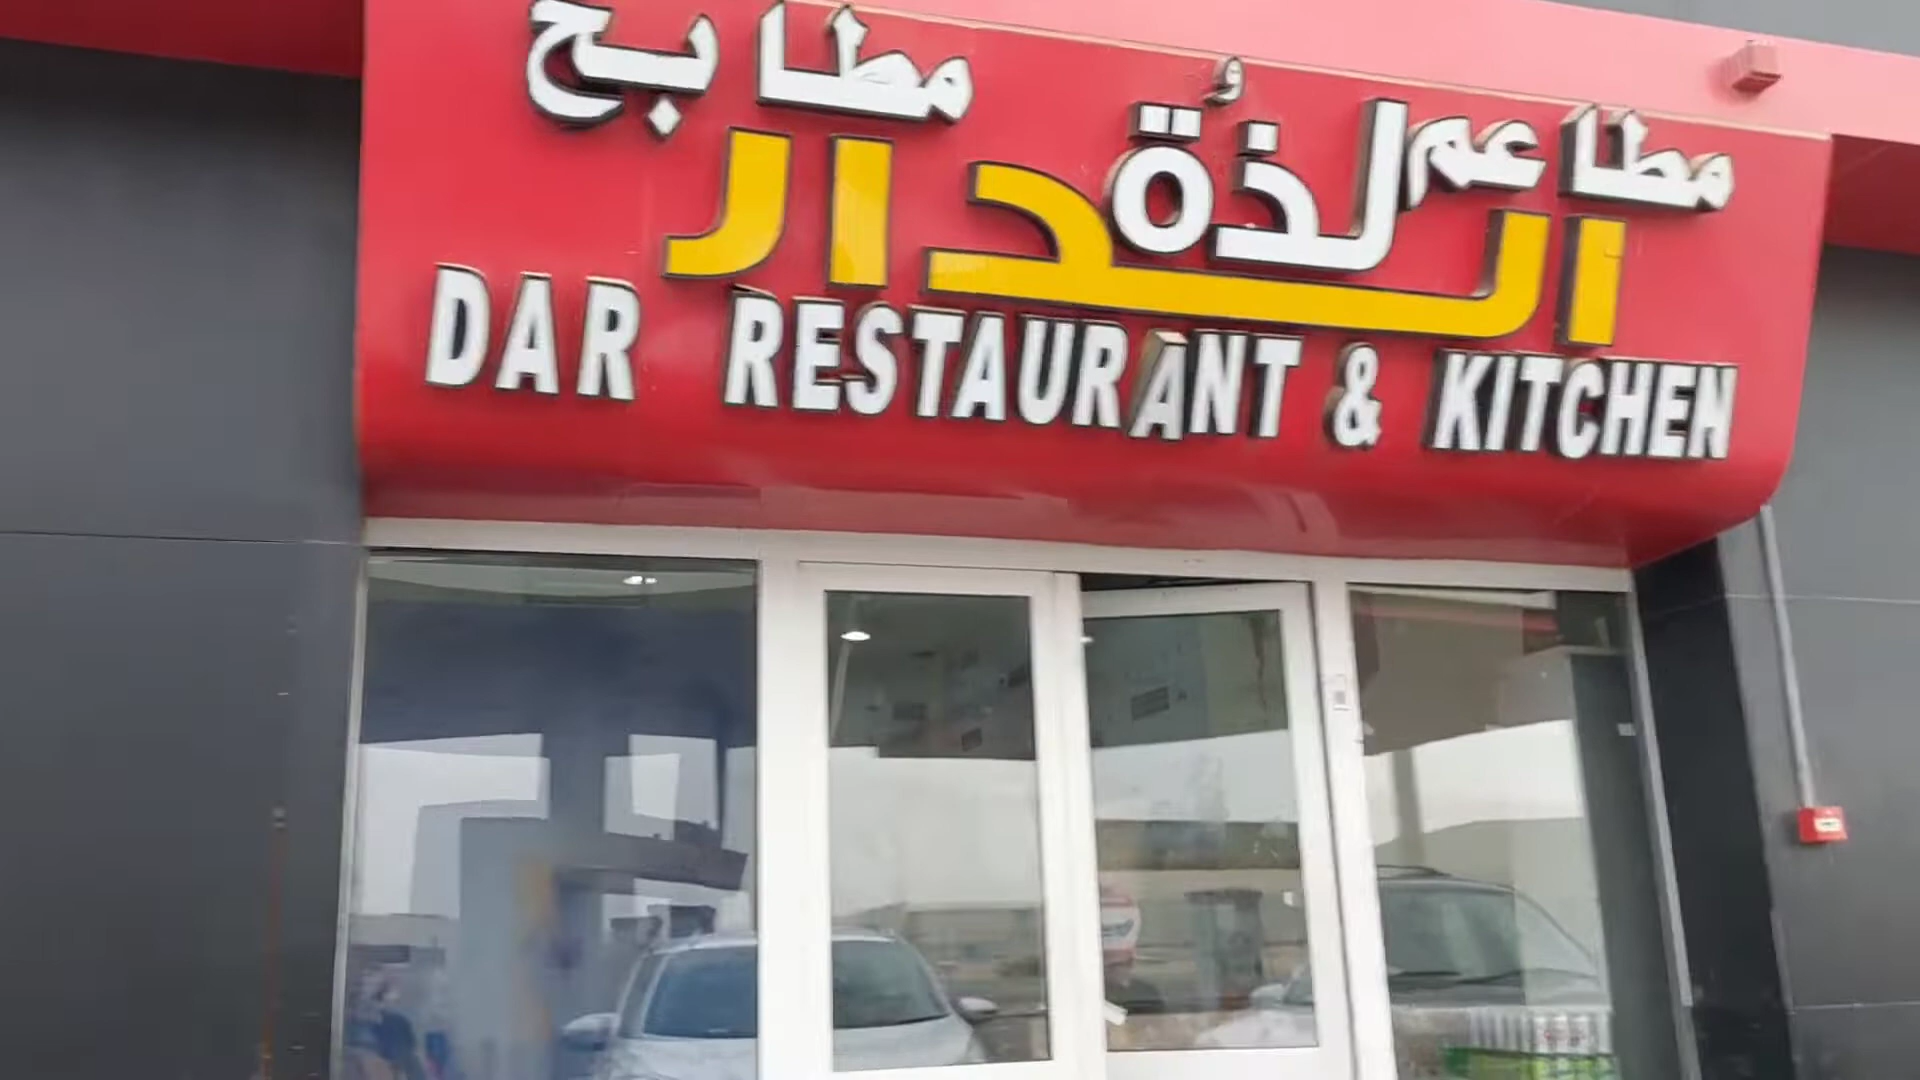 مطاعم و مطابخ
لذة الدار
DAR RESTAURANT & KITCHEN